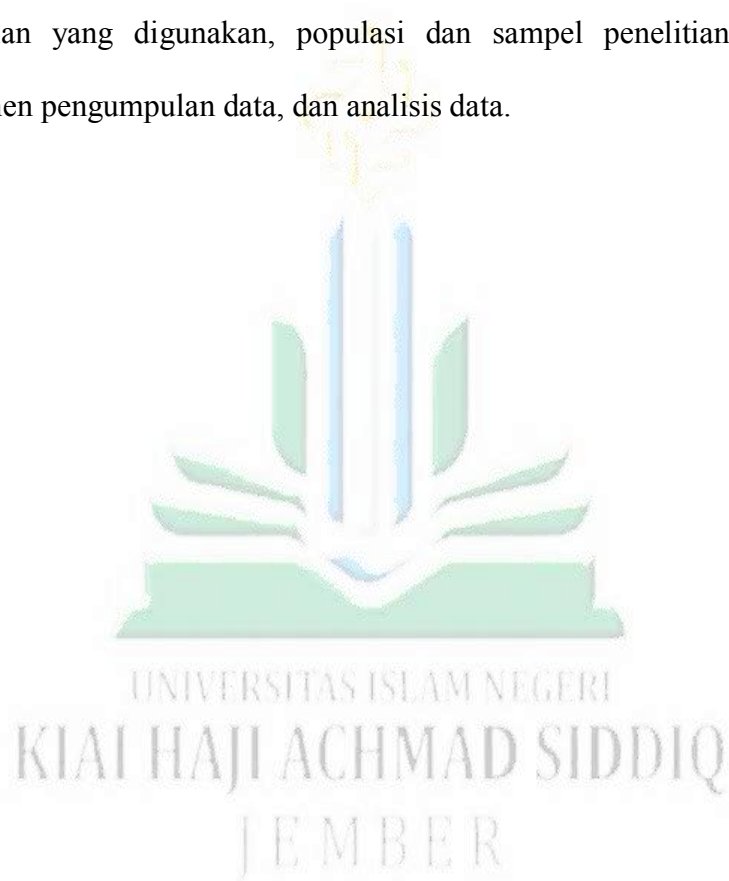 an yang digunakan, populasi dan sampel penelitian
en pengumpulan data, dan analisis data.
UNIVERSITAS ISLAM NEGERI
KIAI HAJI ACHMAD SIDDIQ
JEMBER